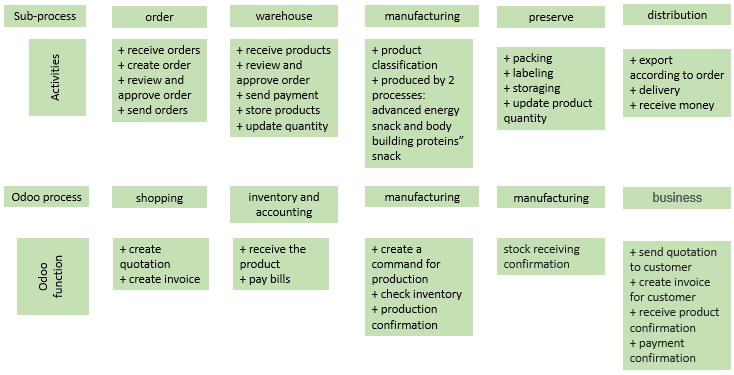 Sub-process
order
warehouse
manufacturing
preserve
distribution
Activities
+ receive orders
+ create order
+ review and
approve order
+ send orders
+ receive products
+ review and
approve order
+ send payment
+ store products
+ update quantity
+ product
classification
+ produced by 2
processes:
advanced energy
snack and body
building proteins”
snack
+ packing
+ labeling
+ storaging
+ update product
quantity
+ export
according to order
+ delivery
+ receive money
Odoo process
shopping
inventory and
accounting
manufacturing
manufacturing
business
Odoo
function
+ create
quotation
+ create invoice
+ receive the
product
+ pay bills
+ create a
command for
production
+ check inventory
+ production
confirmation
stock receiving
confirmation
+ send quotation
to customer
+ create invoice
for customer
+ receive product
confirmation
+ payment
confirmation